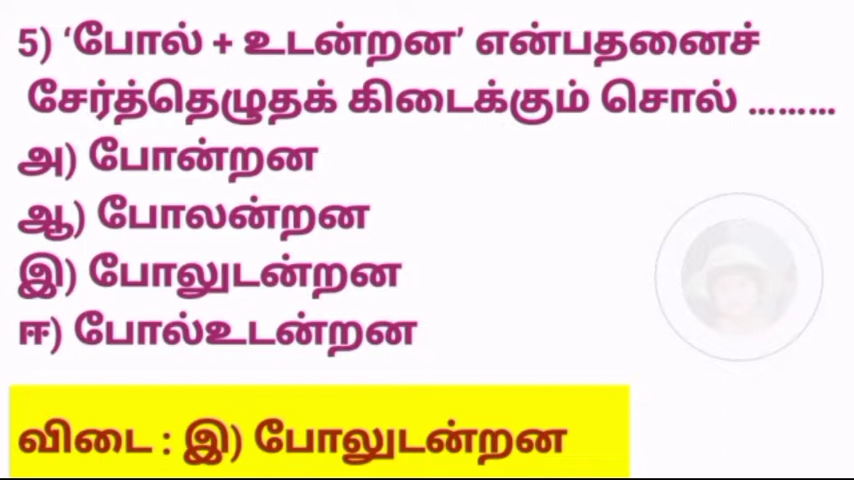 5) ‘போல் + உடன்றன’ என்பதனைச்
சேர்த்தெழுதக் கிடைக்கும் சொல் .........
அ) போன்றன
ஆ) போலன்றன
இ) போலுடன்றன
ஈ) போல்உடன்றன
விடை : இ) போலுடன்றன